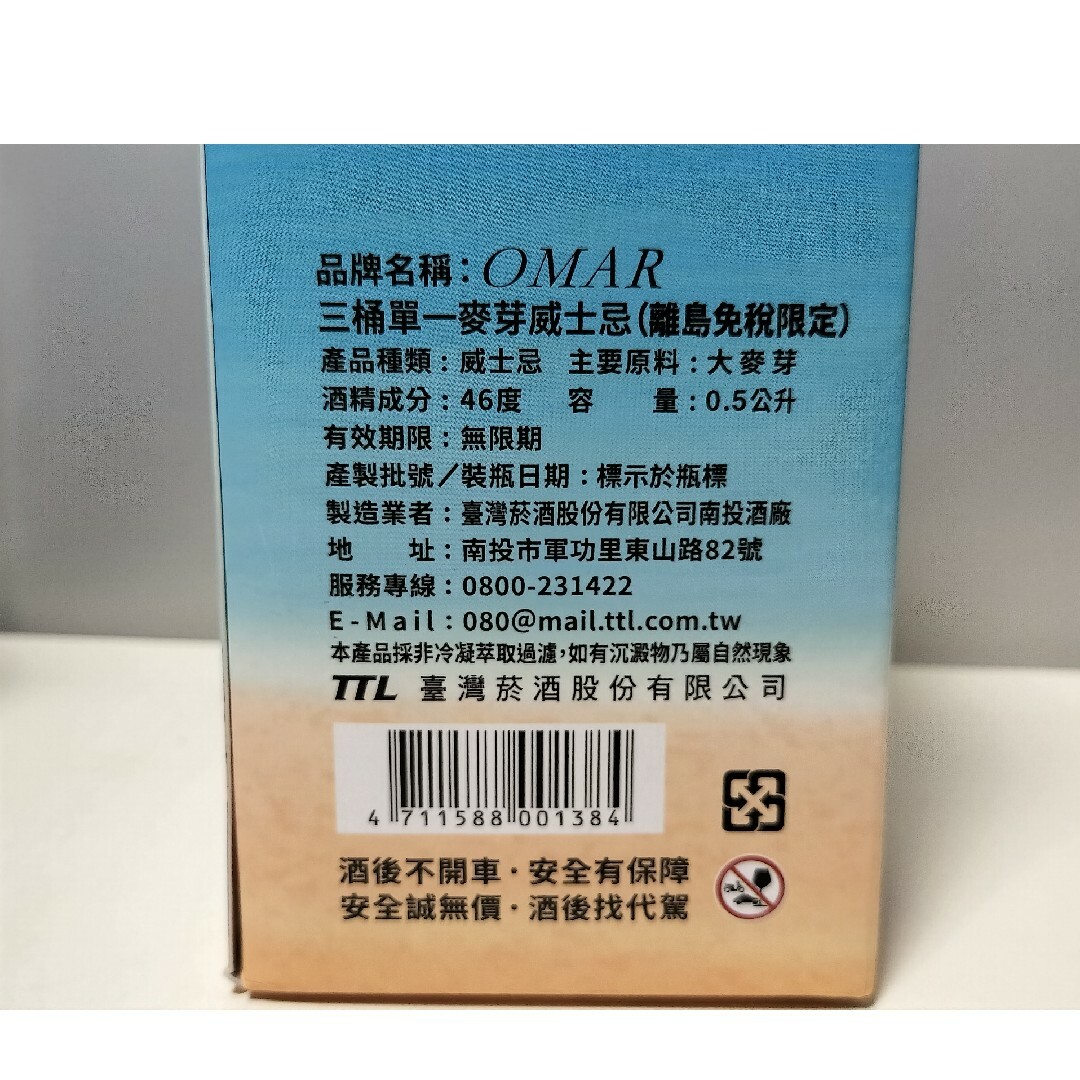 品牌名稱：OMAR
三桶單一麥芽威士忌(離島免稅限定)
產品種類：威士忌　主要原料：大麥芽
酒精成分：46度　容　量：0.5公升
有效期限：無限期
產製批號／裝瓶日期：標示於瓶標
製造業者：臺灣菸酒股份有限公司南投酒廠
地　址：南投市軍功里東山路82號
服務專線：0800-231422
E-Mail：080@mail.ttl.com.tw
本產品採非冷凝萃取過濾，如有沉澱物乃屬自然現象
TTL 臺灣菸酒股份有限公司
4 711588 001384
酒後不開車·安全有保障
安全誠無價·酒後找代駕